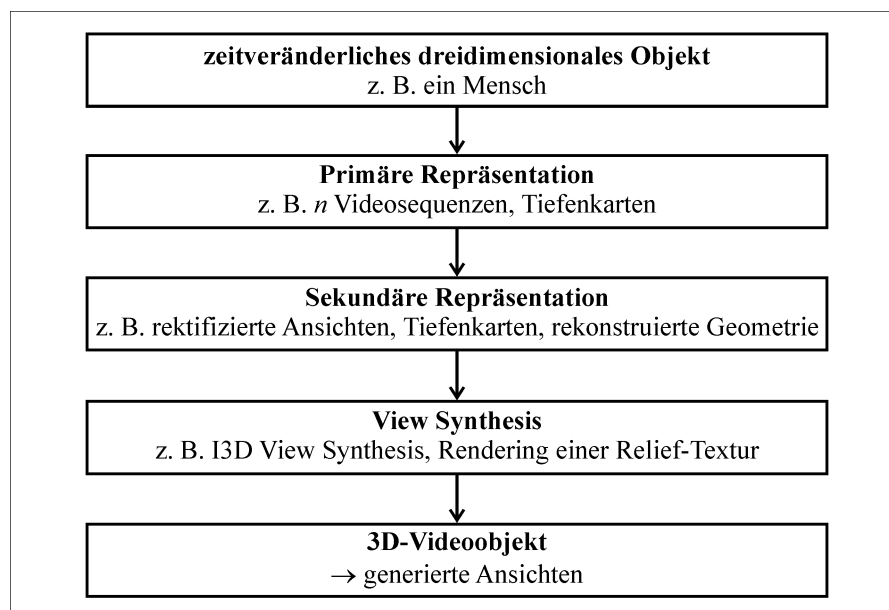 zeitveränderliches dreidimensionales Objekt
z. B. ein Mensch
Primäre Repräsentation
z. B. n Videosequenzen, Tiefenkarten
Sekundäre Repräsentation
z. B. rektifizierte Ansichten, Tiefenkarten, rekonstruierte Geometrie
View Synthesis
z. B. I3D View Synthesis, Rendering einer Relief-Textur
3D-Videoobjekt
→ generierte Ansichten